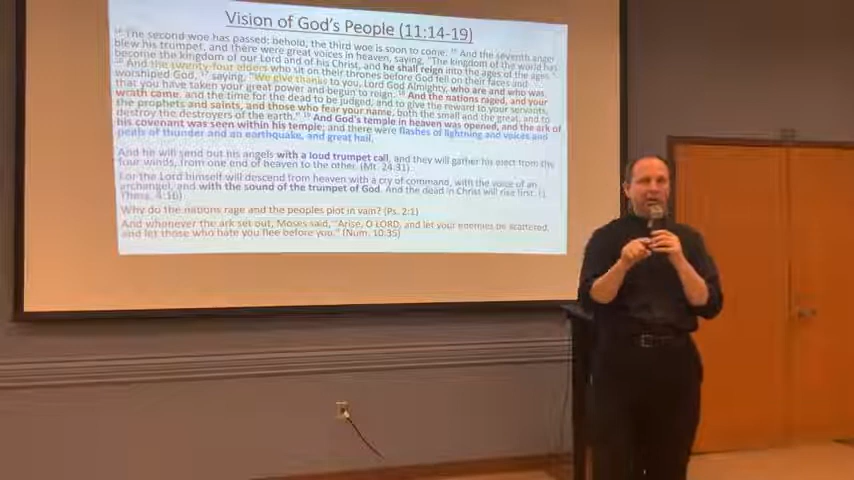 Vision of God's People (11:14-19)
14 The second woe has passed; behold, the third woe is soon to come. 15 And the seventh angel
blew his trumpet, and there were great voices in heaven, saying, "The kingdom of the world has
become the kingdom of our Lord and of his Christ, and he shall reign into the ages of the ages."
16 And the twenty-four elders who sit on their thrones before God fell on their faces and
worshiped God, 17 saying, "We give thanks to you, Lord God Almighty, who are and who was,
that you have taken your great power and begun to reign. 18 And the nations raged, and your
wrath came, and the time for the dead to be judged, and to give the reward to your servants,
the prophets and saints, and those who fear your name, both the small and the great, and to
destroy the destroyers of the earth." 19 And God's temple in heaven was opened, and the ark of
his covenant was seen within his temple; and there were flashes of lightning and voices and
peals of thunder and an earthquake, and great hail.
And he will send out his angels with a loud trumpet call, and they will gather his elect from the
four winds, from one end of heaven to the other. (Mt. 24:31)
For the Lord himself will descend from heaven with a cry of command, with the voice of an
archangel, and with the sound of the trumpet of God. And the dead in Christ will rise first. (1
Thess. 4:16)
Why do the nations rage and the peoples plot in vain? (Ps. 2:1)
And whenever the ark set out, Moses said, "Arise, O LORD, and let your enemies be scattered,
and let those who hate you flee before you." (Num. 10:35)